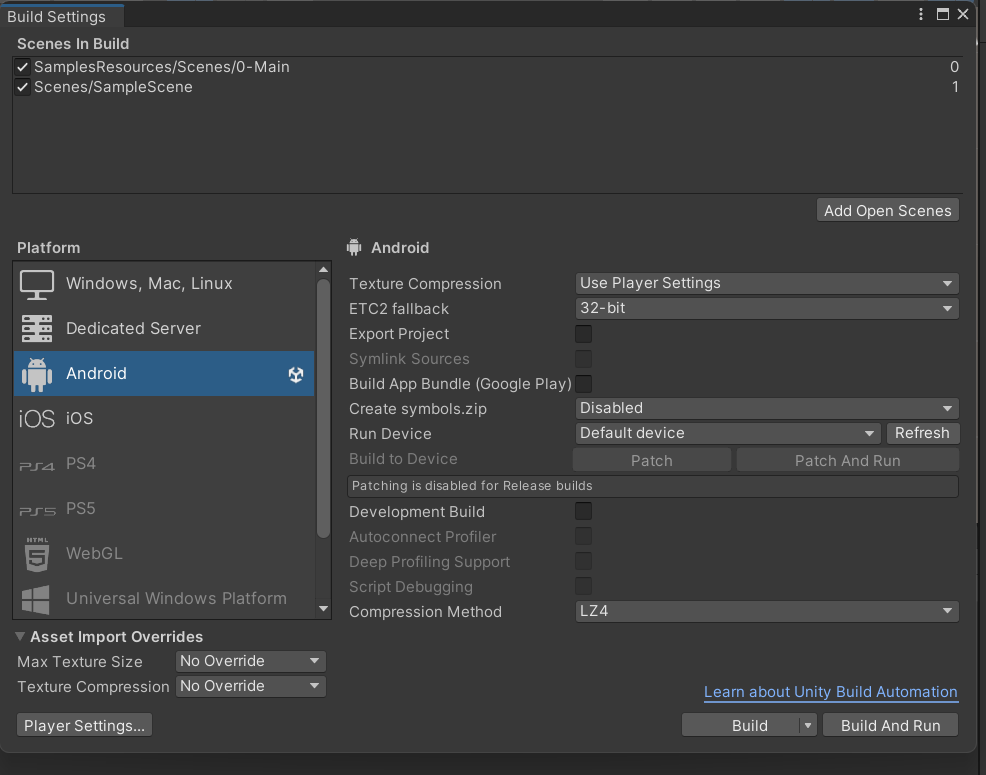 Build Settings
Scenes In Build
SamplesResources/Scenes/0-Main 0
Scenes/SampleScene 1
Add Open Scenes
Platform
Windows, Mac, Linux
Dedicated Server
Android
iOS iOS
PS4 PS4
PS5 PS5
HTML 5 WebGL
Universal Windows Platform
Android
Texture Compression Use Player Settings
ETC2 fallback 32-bit
Export Project
Symlink Sources
Build App Bundle (Google Play)
Create symbols.zip Disabled
Run Device Default device Refresh
Build to Device Patch Patch And Run
Patching is disabled for Release builds
Development Build
Autoconnect Profiler
Deep Profiling Support
Script Debugging
Compression Method LZ4
Asset Import Overrides
Max Texture Size No Override
Texture Compression No Override
Learn about Unity Build Automation
Player Settings... Build Build And Run